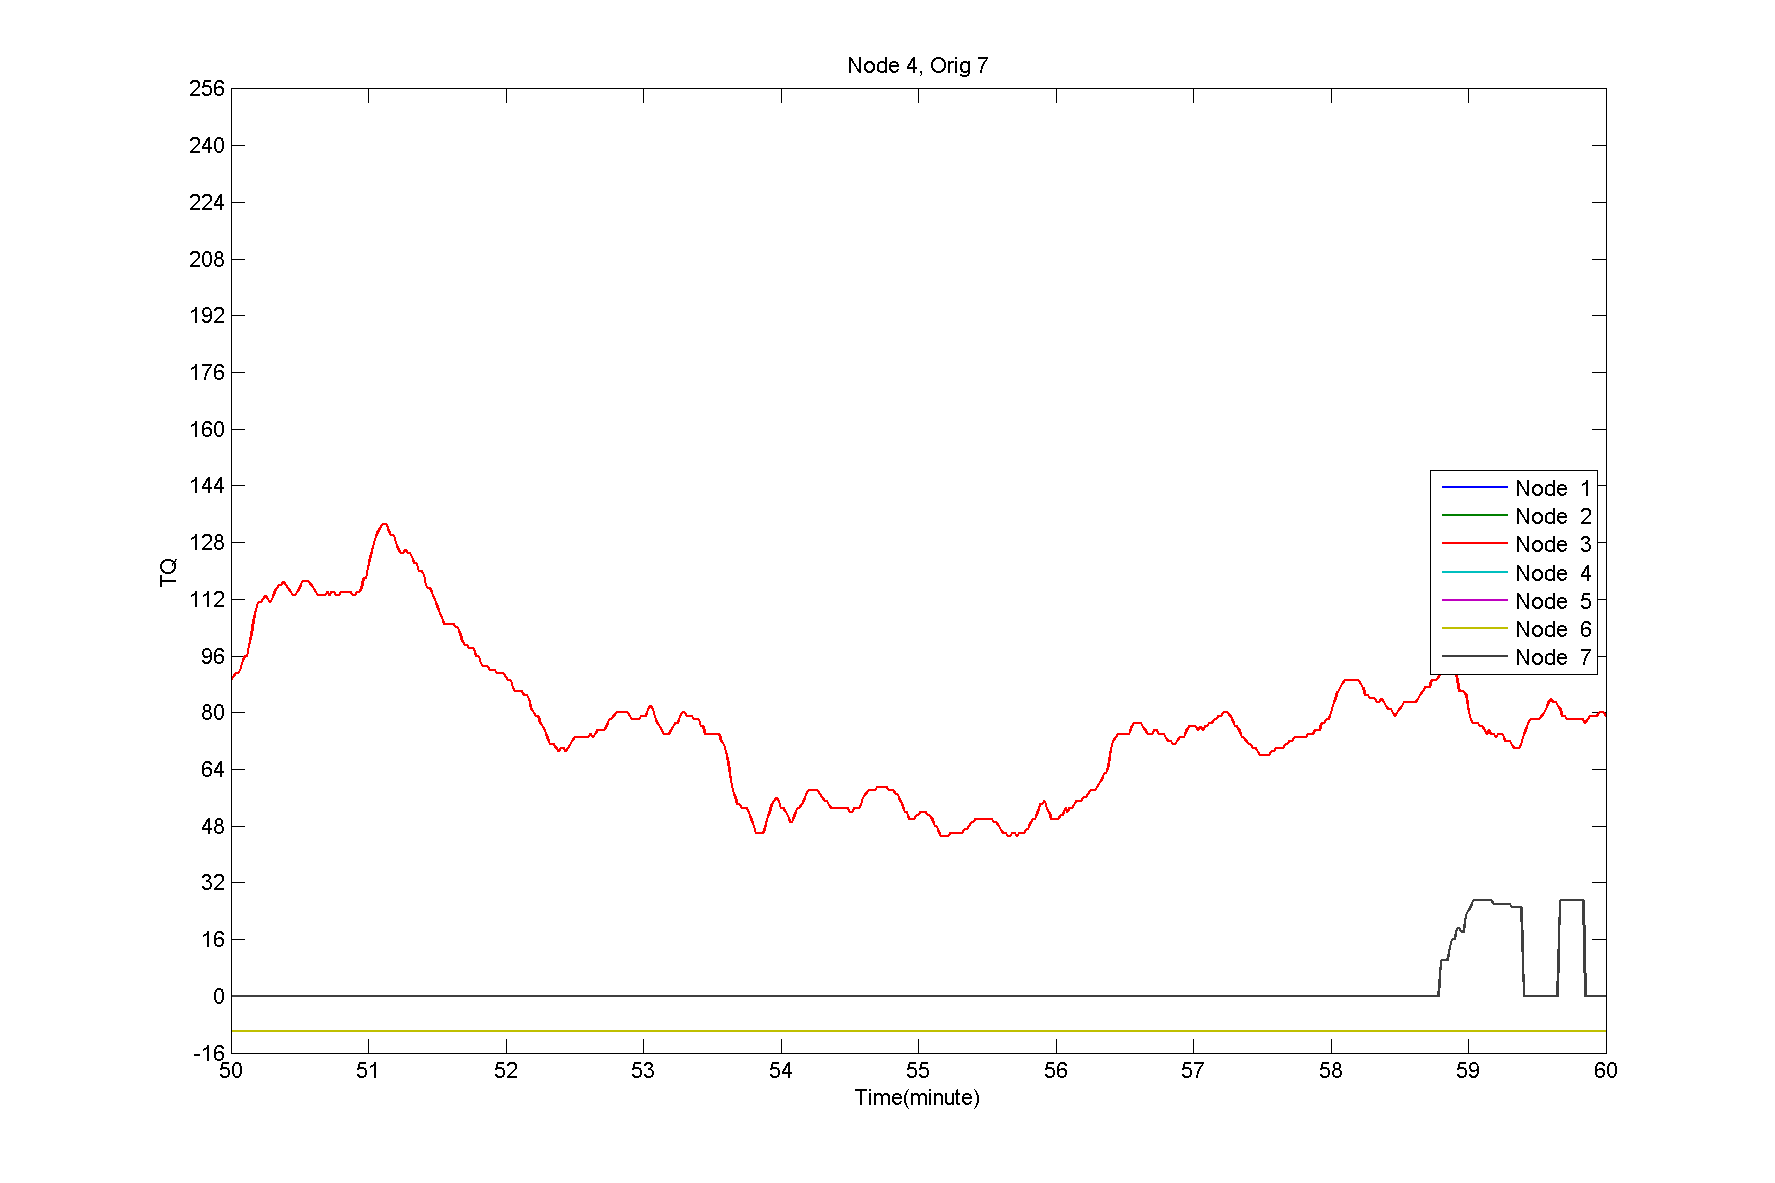 Node 4, Orig 7
256
240
224
208
192
176
160
144
128
112
96
80
64
48
32
16
0
-16
TQ
Node 1
Node 2
Node 3
Node 4
Node 5
Node 6
Node 7
50 51 52 53 54 55 56 57 58 59 60
Time(minute)